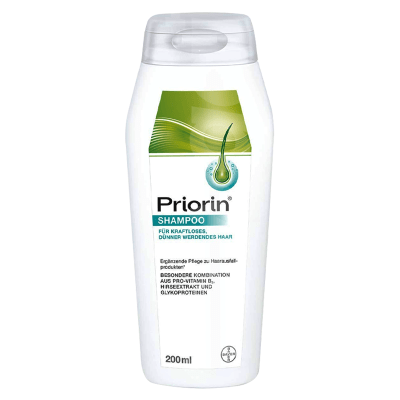 Priorin®
SHAMPOO
FÜR KRAFTLOSES,
DÜNNER WERDENDES HAAR
Ergänzende Pflege zu Haarausfall-
produkten*
BESONDERE KOMBINATION
AUS PRO-VITAMIN B₅,
HIRSEEXTRAKT UND
GLYKOPROTEINEN
200ml
BAYER